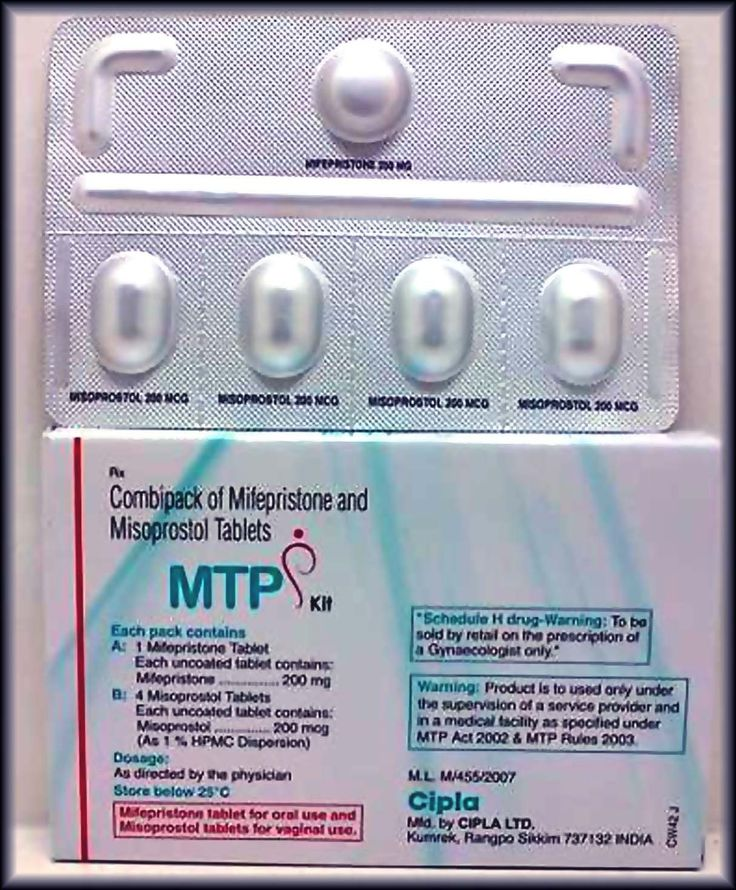 MIFEPRISTONE 200 MG
MISOPROSTOL 200 MCG
MISOPROSTOL 200 MCG
MISOPROSTOL 200 MCG
MISOPROSTOL 200 MCG
Rx
Combipack of Mifepristone and
Misoprostol Tablets
MTP Kit
Each pack contains
A: 1 Mifepristone Tablet
Each uncoated tablet contains:
Mifepristone ............... 200 mg
B: 4 Misoprostol Tablets
Each uncoated tablet contains:
Misoprostol .............. 200 mcg
(As 1 % HPMC Dispersion)
Dosage:
As directed by the physician
Store below 25°C
Mifepristone tablet for oral use and
Misoprostol tablets for vaginal use.
"Schedule H drug-Warning: To be
sold by retail on the prescription of
a Gynaecologist only."
Warning: Product is to used only under
the supervision of a service provider and
in a medical facility as specified under
MTP Act 2002 & MTP Rules 2003.
M.L. M/455/2007
Cipla
Mfd. by CIPLA LTD.
Kumrek, Rangpo Sikkim 737132 INDIA
CW42 J